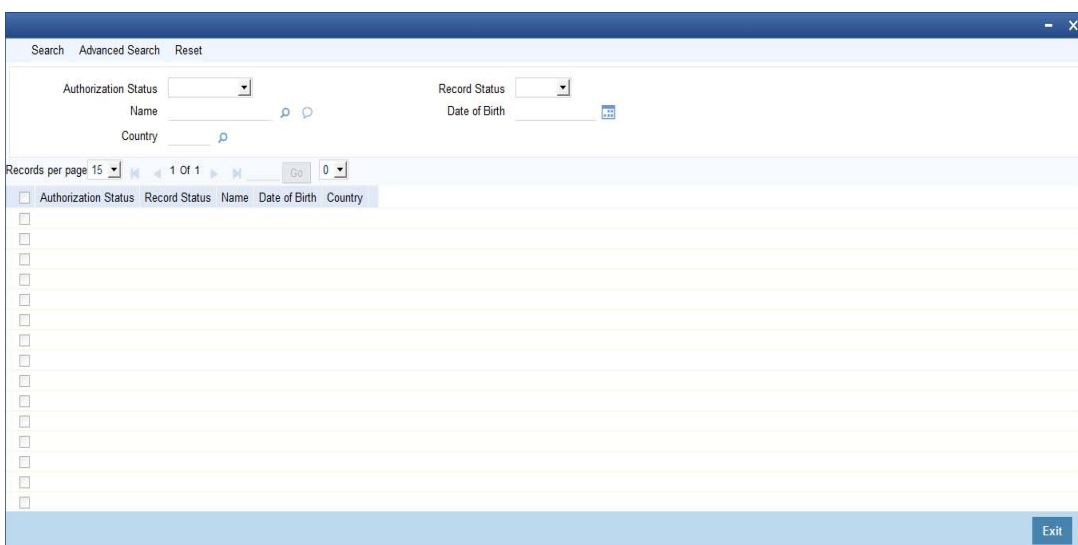 Search Advanced Search Reset
Authorization Status Record Status
Name Date of Birth
Country
Records per page 15 1 Of 1 Go 0
Authorization Status Record Status Name Date of Birth Country
Exit